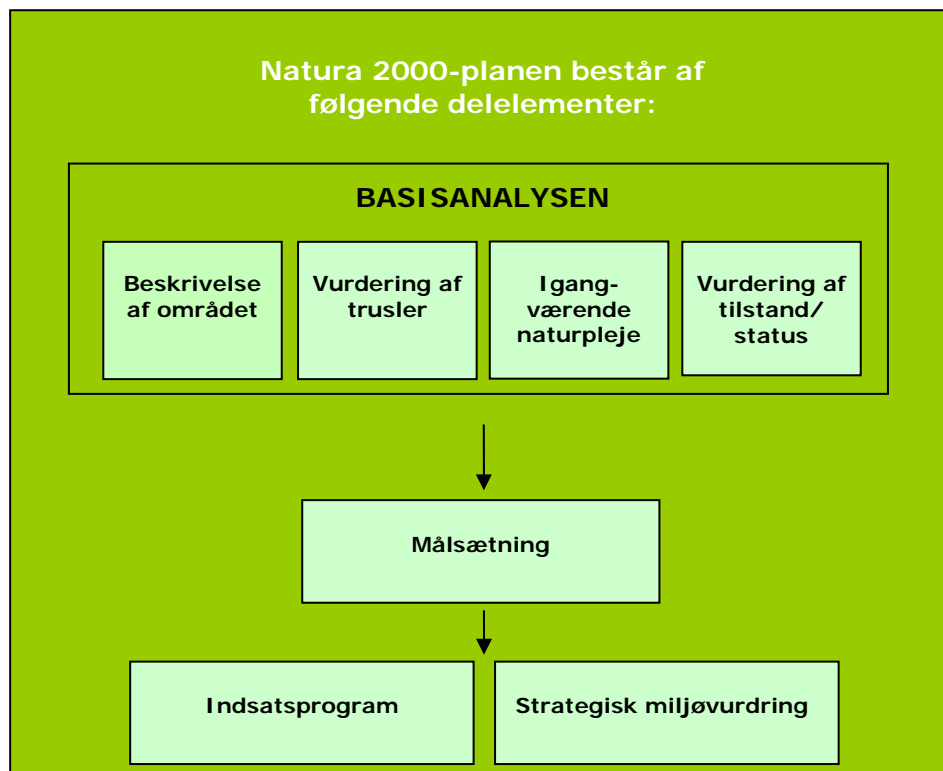 Natura 2000-planen består af
følgende delelementer:
BASISANALYSEN
Beskrivelse
af området
Vurdering af
trusler
Igang-
værende
naturpleje
Vurdering af
tilstand/
status
Målsætning
Indsatsprogram
Strategisk miljøvurdring